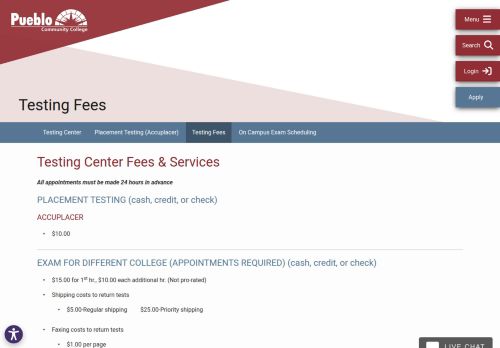 Pueblo
Community College
Menu
Search
Login
Apply
Testing Fees
Testing Center Placement Testing (Accuplacer) Testing Fees On Campus Exam Scheduling
Testing Center Fees & Services
All appointments must be made 24 hours in advance
PLACEMENT TESTING (cash, credit, or check)
ACCUPLACER
• $10.00
EXAM FOR DIFFERENT COLLEGE (APPOINTMENTS REQUIRED) (cash, credit, or check)
• $15.00 for 1st hr., $10.00 each additional hr. (Not pro-rated)
• Shipping costs to return tests
• $5.00-Regular shipping $25.00-Priority shipping
• Faxing costs to return tests
• $1.00 per page
LIVE CHAT